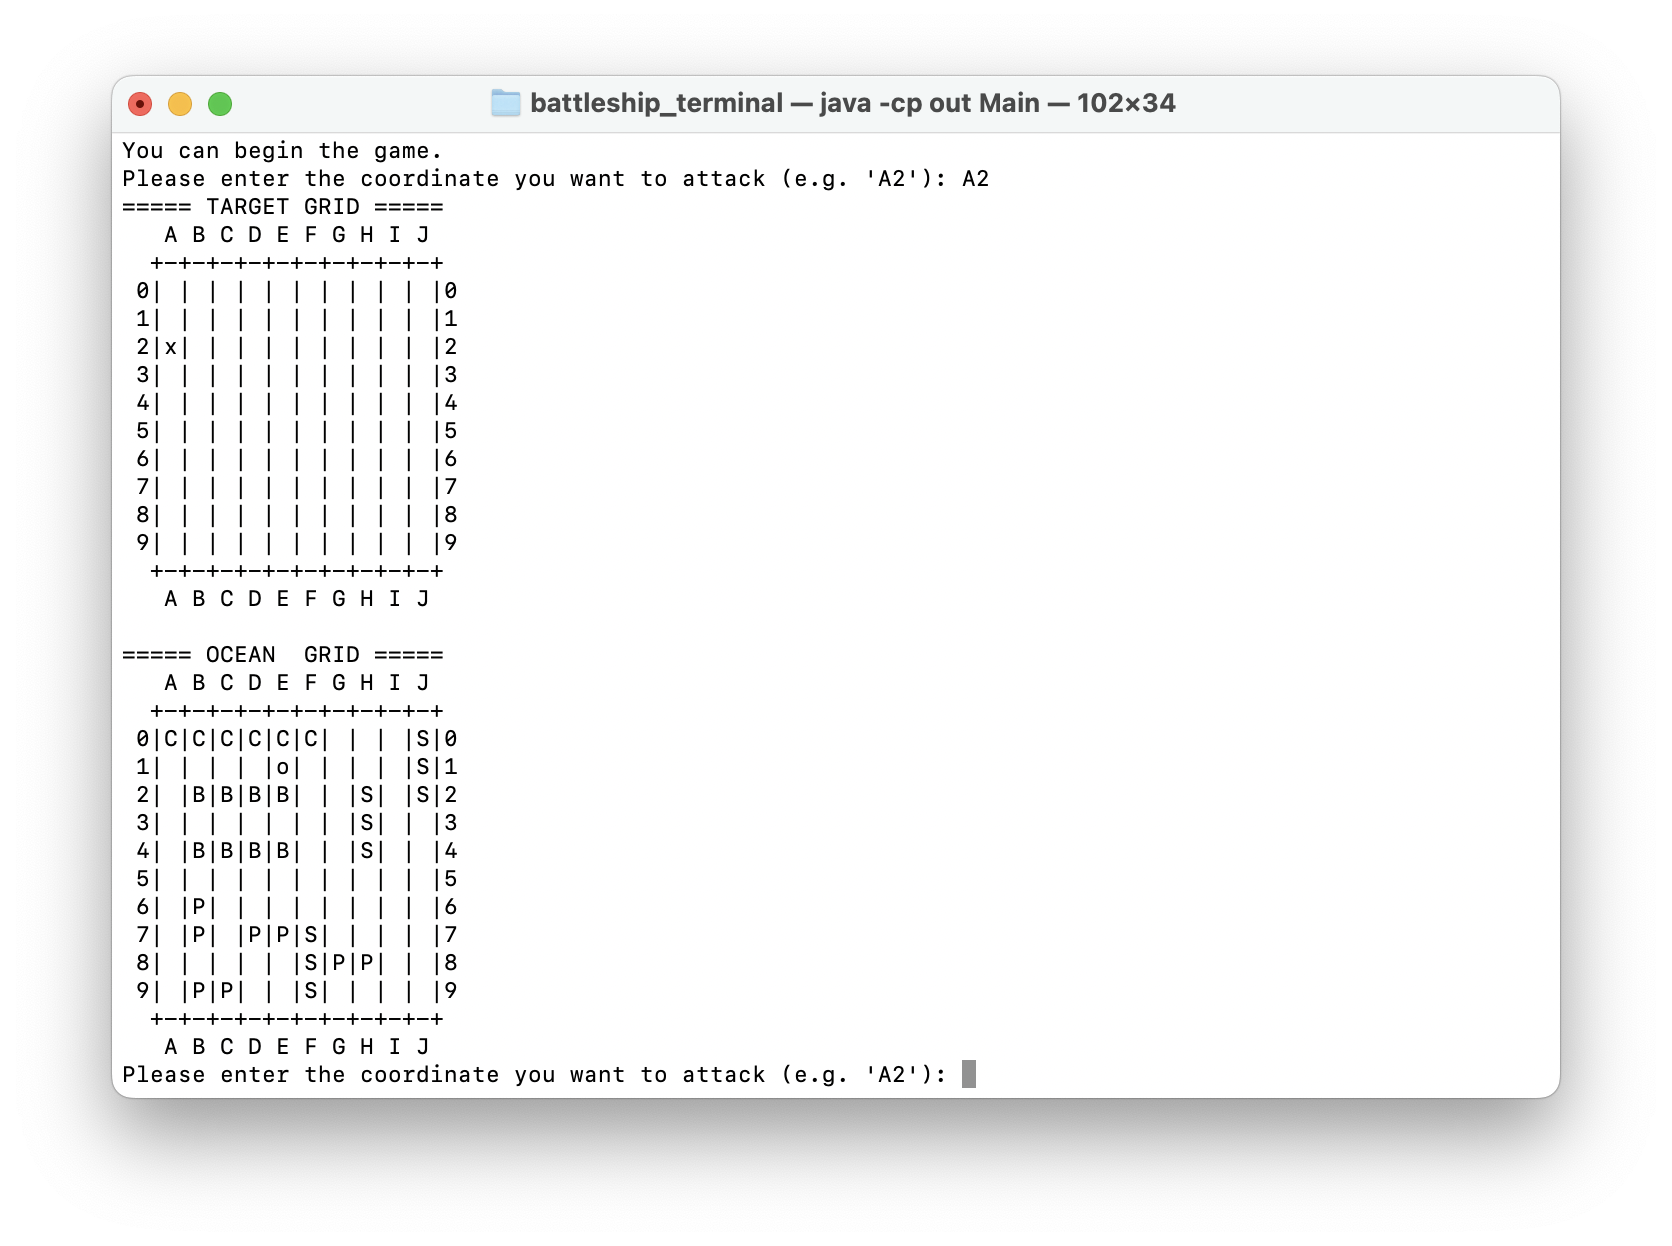 battleship_terminal — java -cp out Main — 102×34
You can begin the game.
Please enter the coordinate you want to attack (e.g. 'A2'): A2
===== TARGET GRID =====
   A B C D E F G H I J
  +-+-+-+-+-+-+-+-+-+-+
 0| | | | | | | | | | |0
 1| | | | | | | | | | |1
 2|x| | | | | | | | | |2
 3| | | | | | | | | | |3
 4| | | | | | | | | | |4
 5| | | | | | | | | | |5
 6| | | | | | | | | | |6
 7| | | | | | | | | | |7
 8| | | | | | | | | | |8
 9| | | | | | | | | | |9
  +-+-+-+-+-+-+-+-+-+-+
   A B C D E F G H I J

===== OCEAN  GRID =====
   A B C D E F G H I J
  +-+-+-+-+-+-+-+-+-+-+
 0|C|C|C|C|C|C| | | |S|0
 1| | | | |o| | | | |S|1
 2| |B|B|B|B| | |S| |S|2
 3| | | | | | | |S| | |3
 4| |B|B|B|B| | |S| | |4
 5| | | | | | | | | | |5
 6| |P| | | | | | | | |6
 7| |P| |P|P|S| | | | |7
 8| | | | | |S|P|P| | |8
 9| |P|P| | |S| | | | |9
  +-+-+-+-+-+-+-+-+-+-+
   A B C D E F G H I J
Please enter the coordinate you want to attack (e.g. 'A2'):